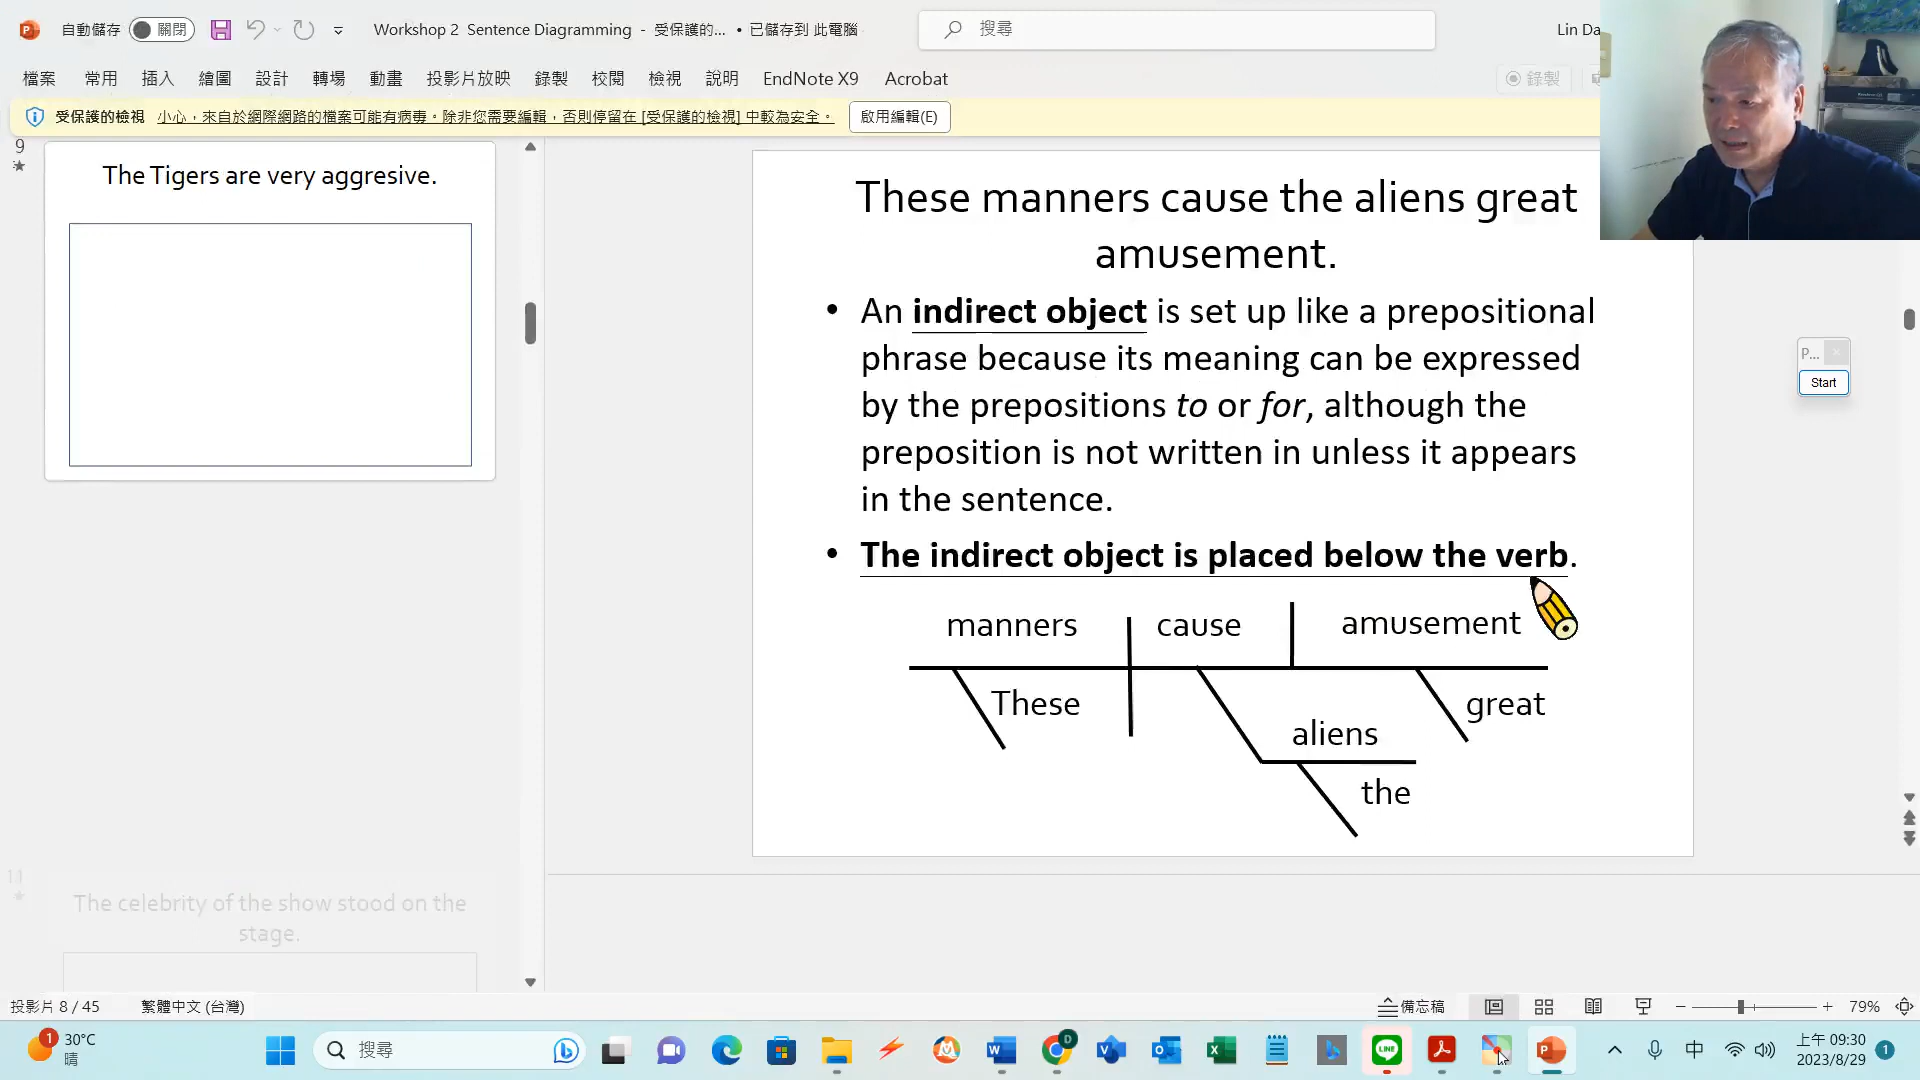 自動儲存 關閉 Workshop 2 Sentence Diagramming - 受保護的... • 已儲存到 此電腦 搜尋 Lin Da
檔案 常用 插入 繪圖 設計 轉場 動畫 投影片放映 錄製 校閱 檢視 說明 EndNote X9 Acrobat 錄製
受保護的檢視 小心，來自於網際網路的檔案可能有病毒。除非您需要編輯，否則停留在 [受保護的檢視] 中較為安全。 啟用編輯(E)
9
The Tigers are very aggresive.
11
The celebrity of the show stood on the
stage.
These manners cause the aliens great
amusement.
• An indirect object is set up like a prepositional
phrase because its meaning can be expressed
by the prepositions to or for, although the
preposition is not written in unless it appears
in the sentence.
• The indirect object is placed below the verb.
manners cause amusement
These great
aliens
the
P...
Start
投影片 8 / 45 繁體中文 (台灣) 備忘稿 79%
1 30°C
晴
搜尋
D
LINE
中
上午 09:30
2023/8/29
1